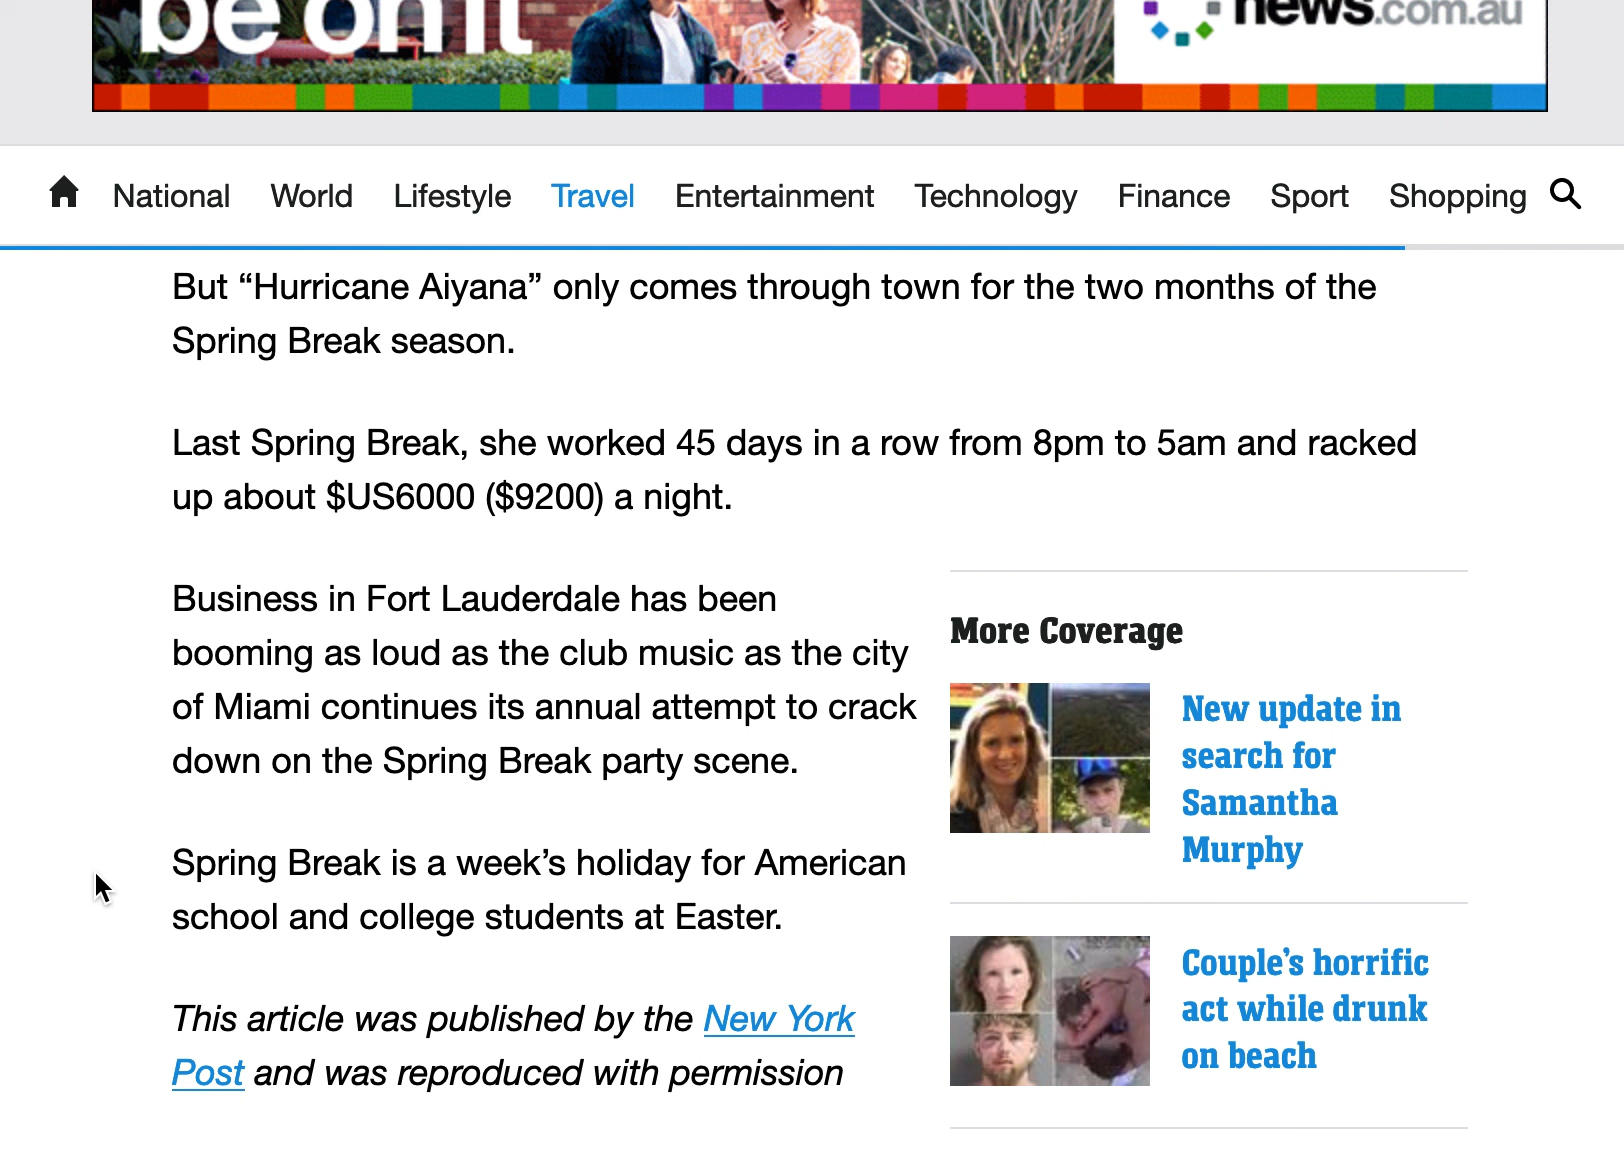 be on it
news.com.au
National World Lifestyle Travel Entertainment Technology Finance Sport Shopping
But “Hurricane Aiyana” only comes through town for the two months of the
Spring Break season.
Last Spring Break, she worked 45 days in a row from 8pm to 5am and racked
up about $US6000 ($9200) a night.
Business in Fort Lauderdale has been
booming as loud as the club music as the city
of Miami continues its annual attempt to crack
down on the Spring Break party scene.
Spring Break is a week’s holiday for American
school and college students at Easter.
This article was published by the New York
Post and was reproduced with permission
More Coverage
New update in
search for
Samantha
Murphy
Couple’s horrific
act while drunk
on beach